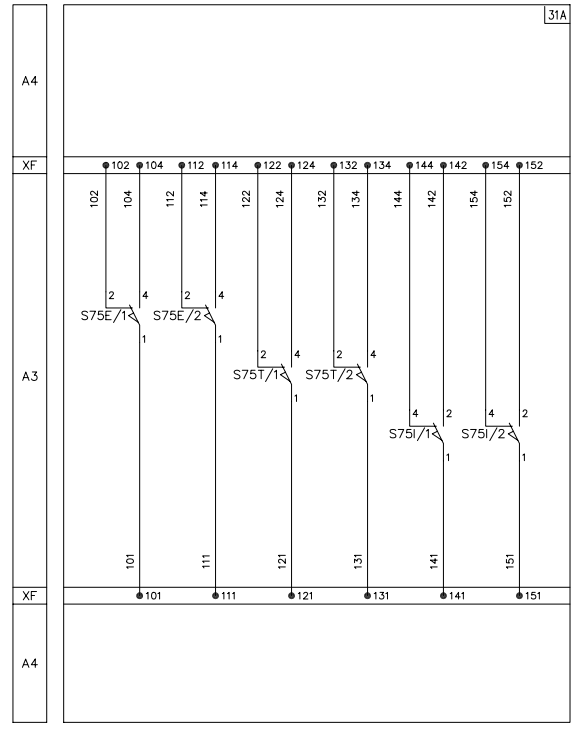 31A
A4
XF 102 104 112 114 122 124 132 134 144 142 154 152
102 104 112 114 122 124 132 134 144 142 154 152
2 4 2 4
S75E/1 S75E/2
1 1
2 4 2 4
A3 S75T/1 S75T/2
1 1
4 2 4 2
S75I/1 S75I/2
1 1
101 111 121 131 141 151
XF 101 111 121 131 141 151
A4